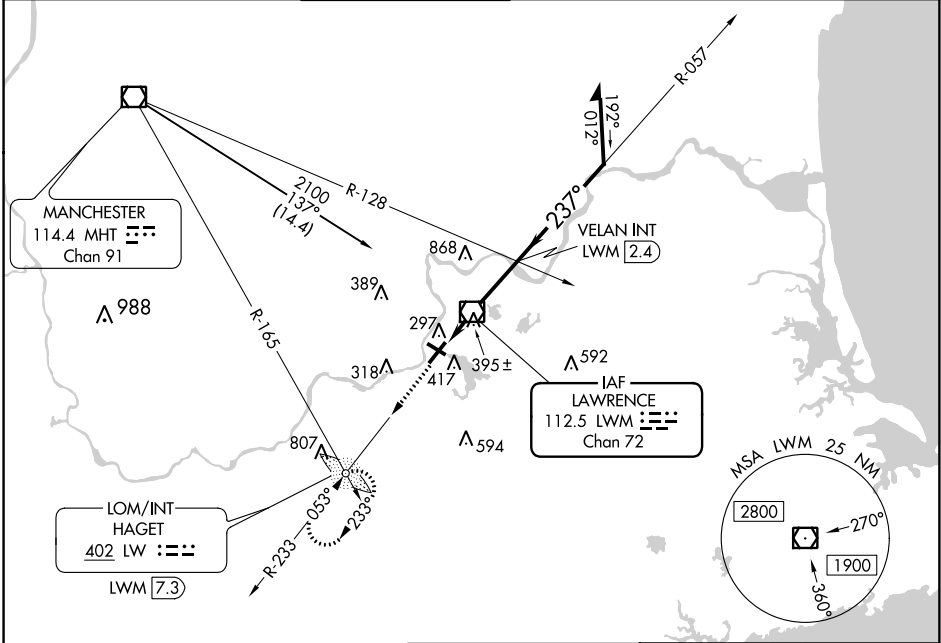 R-057
192°
012°
2100
137°
(14.4)
R-128
237°
MANCHESTER
114.4 MHT
Chan 91
VELAN INT
LWM 2.4
868
389
988
R-165
297
318
417
395±
592
IAF
LAWRENCE
112.5 LWM
Chan 72
594
807
MSA LWM 25 NM
2800
270°
1900
360°
LOM/INT
HAGET
402 LW
LWM 7.3
R-233
053°
233°